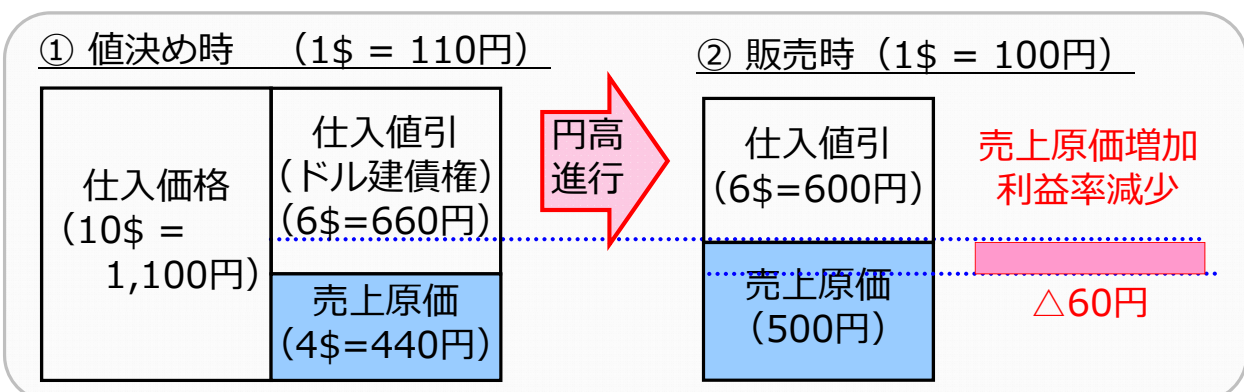 ① 値決め時　（1$ = 110円）
仕入価格
（10$ =
1,100円）
仕入値引
（ドル建債権）
（6$=660円）
売上原価
（4$=440円）
円高
進行
② 販売時（1$ = 100円）
仕入値引
（6$=600円）
売上原価
（500円）
売上原価増加
利益率減少
△60円